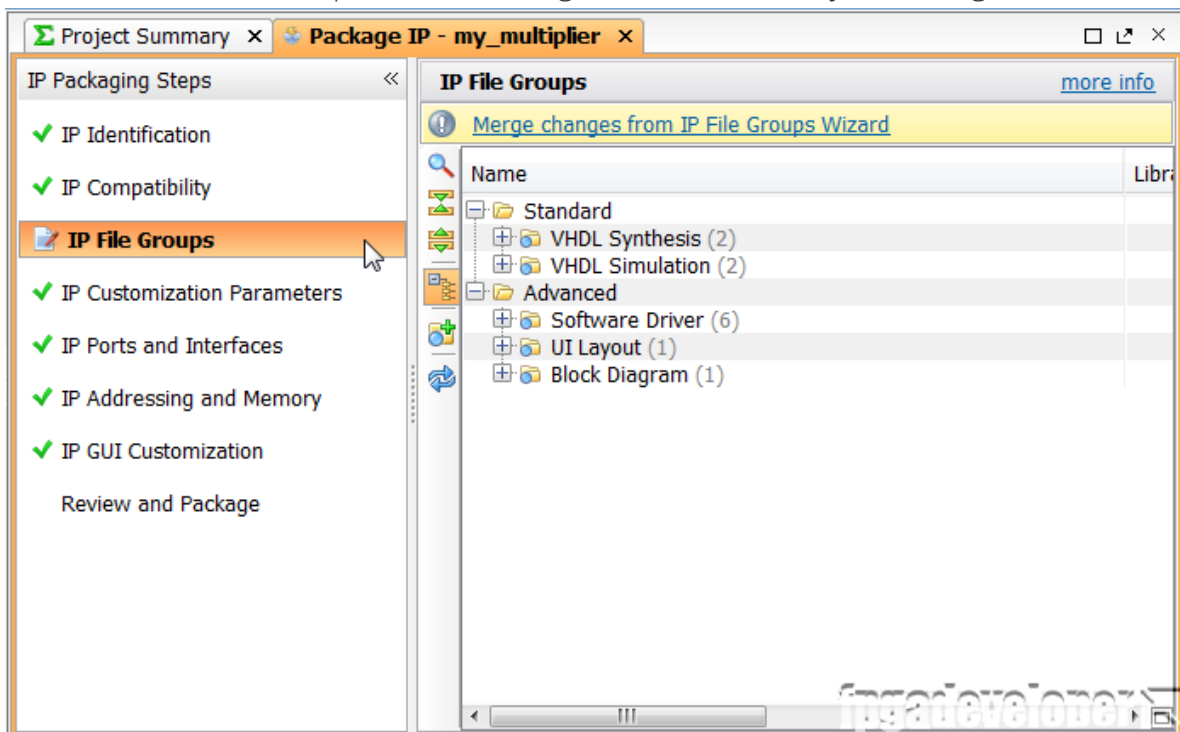 Project Summary × Package IP - my_multiplier ×
IP Packaging Steps «
IP Identification
IP Compatibility
IP File Groups
IP Customization Parameters
IP Ports and Interfaces
IP Addressing and Memory
IP GUI Customization
Review and Package
IP File Groups more info
Merge changes from IP File Groups Wizard
Name
Standard
VHDL Synthesis (2)
VHDL Simulation (2)
Advanced
Software Driver (6)
UI Layout (1)
Block Diagram (1)
fpgadeveloper